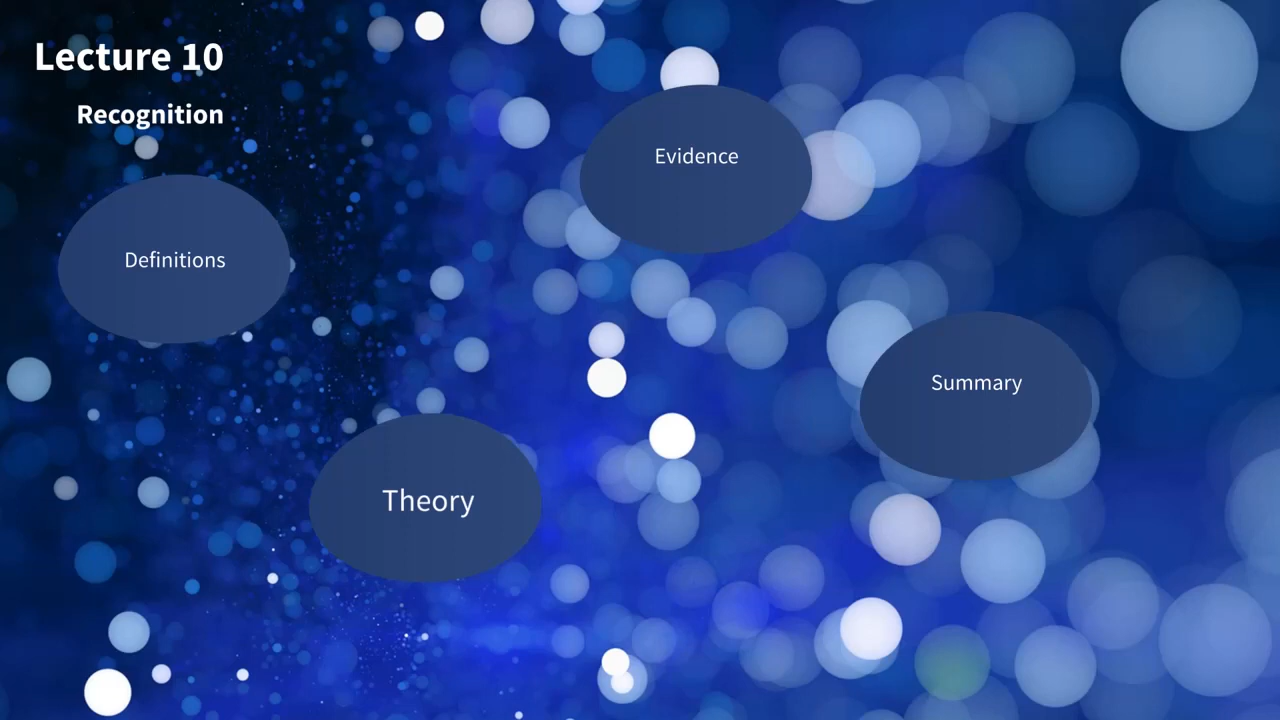 Lecture 10
Recognition
Definitions
Theory
Evidence
Summary